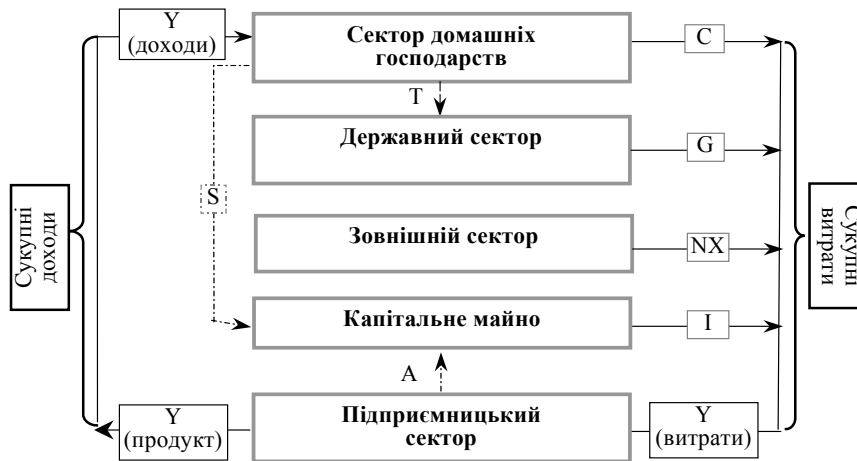 Y
(доходи)
Сектор домашніх
господарств
C
T
Державний сектор
G
S
Сукупні
доходи
Зовнішній сектор
NX
Сукупні
витрати
Капітальне майно
I
A
Y
(продукт)
Підприємницький
сектор
Y
(витрати)